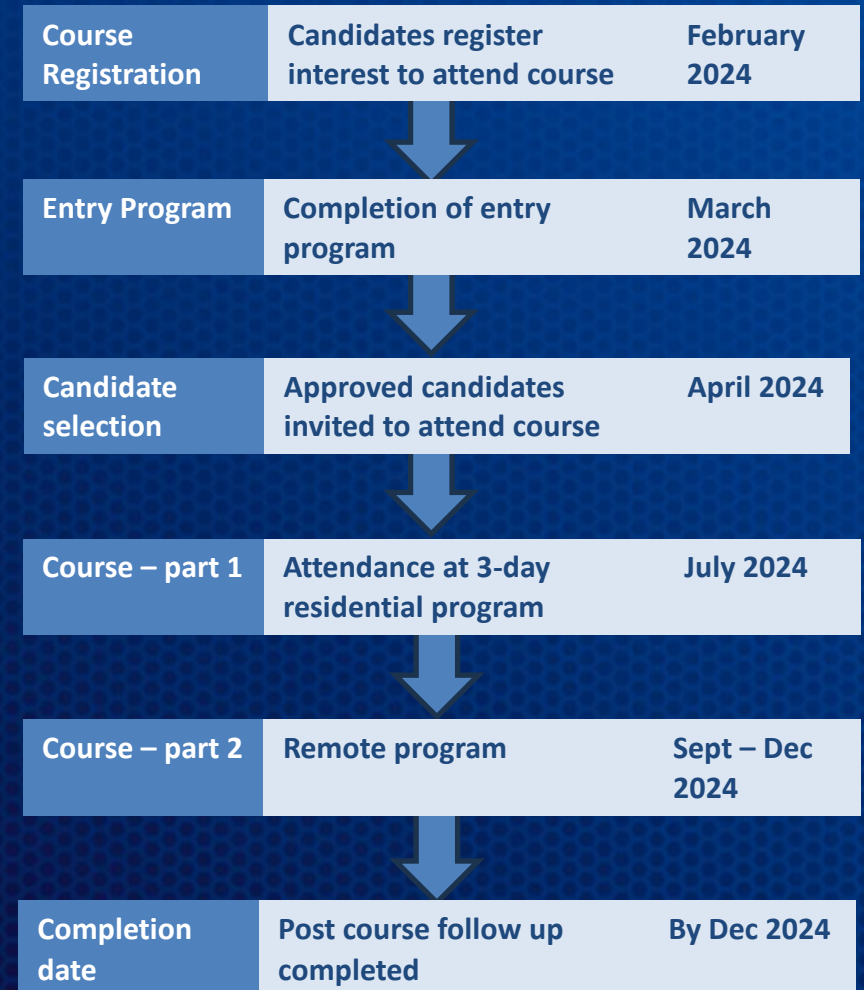 Course Candidates register February
Registration interest to attend course 2024
Entry Program Completion of entry March
program 2024
Candidate Approved candidates April 2024
selection invited to attend course
Course – part 1 Attendance at 3-day July 2024
residential program
Course – part 2 Remote program Sept – Dec
2024
Completion Post course follow up By Dec 2024
date completed